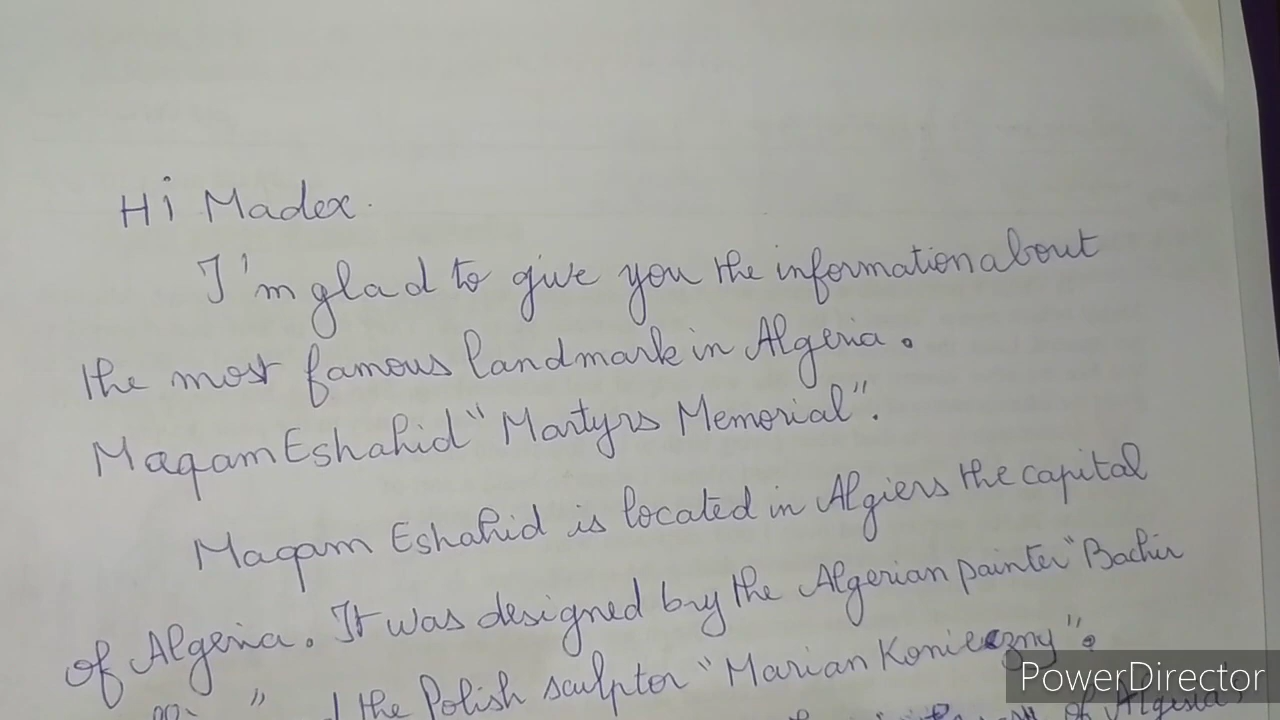 Hi Madex.
I'm glad to give you the information about
the most famous landmark in Algeria.
Maqam Eshahid "Martyrs Memorial".
Maqam Eshahid is located in Algiers the capital
of Algeria. It was designed by the Algerian painter "Bachir
" the Polish sculptor "Marian Konieczny".
of Algeria,
PowerDirector